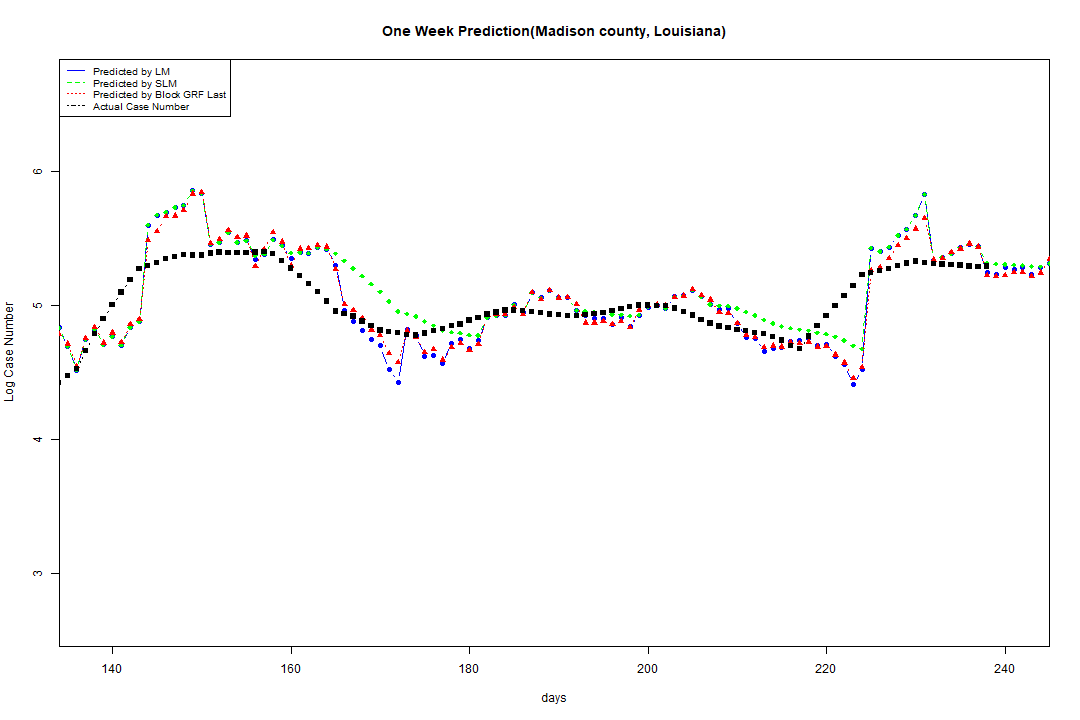 One Week Prediction(Madison county, Louisiana)
Predicted by LM
Predicted by SLM
Predicted by Block GRF Last
Actual Case Number
6
5
4
3
Log Case Number
140 160 180 200 220 240
days